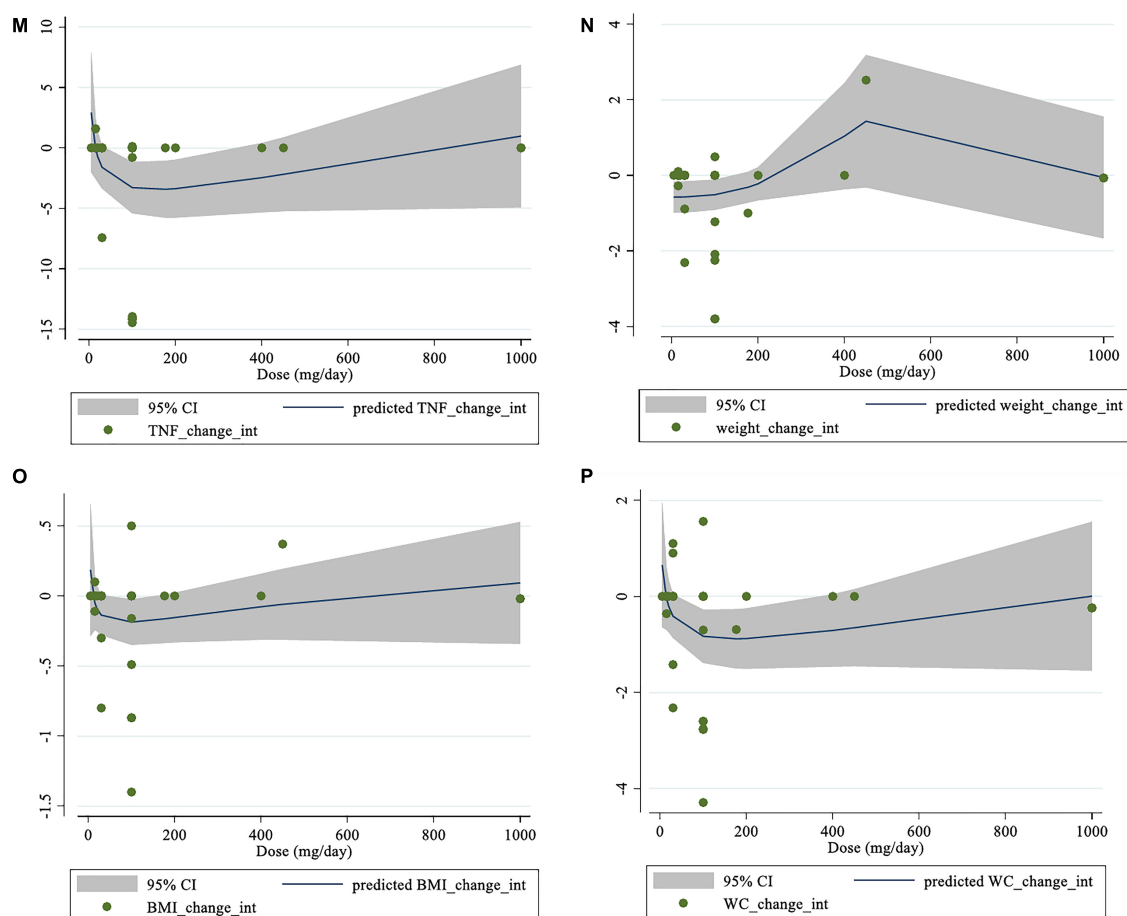 M
10
5
0
-5
-10
-15
0 200 400 600 800 1000
Dose (mg/day)
95% CI predicted TNF_change_int
TNF_change_int
N
4
2
0
-2
-4
0 200 400 600 800 1000
Dose (mg/day)
95% CI predicted weight_change_int
weight_change_int
O
.5
0
-.5
-1
-1.5
0 200 400 600 800 1000
Dose (mg/day)
95% CI predicted BMI_change_int
BMI_change_int
P
2
0
-2
-4
0 200 400 600 800 1000
Dose (mg/day)
95% CI predicted WC_change_int
WC_change_int